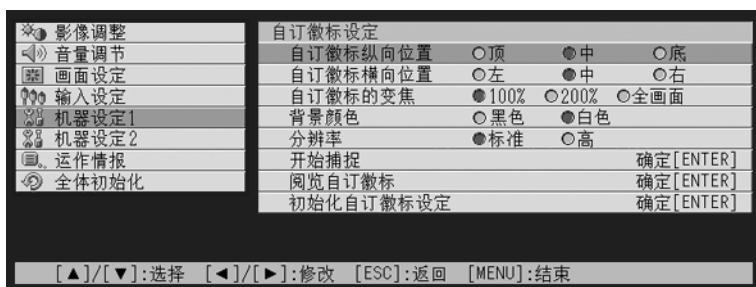 影像调整
音量调节
画面设定
输入设定
机器设定1
机器设定2
运作情报
全体初始化
自订徽标设定
自订徽标纵向位置 ○顶 ●中 ○底
自订徽标横向位置 ○左 ●中 ○右
自订徽标的变焦 ●100% ○200% ○全画面
背景颜色 ○黑色 ●白色
分辨率 ●标准 ○高
开始捕捉 确定[ENTER]
阅览自订徽标 确定[ENTER]
初始化自订徽标设定 确定[ENTER]
[▲]/[▼]:选择 [◄]/[►]:修改 [ESC]:返回 [MENU]:结束